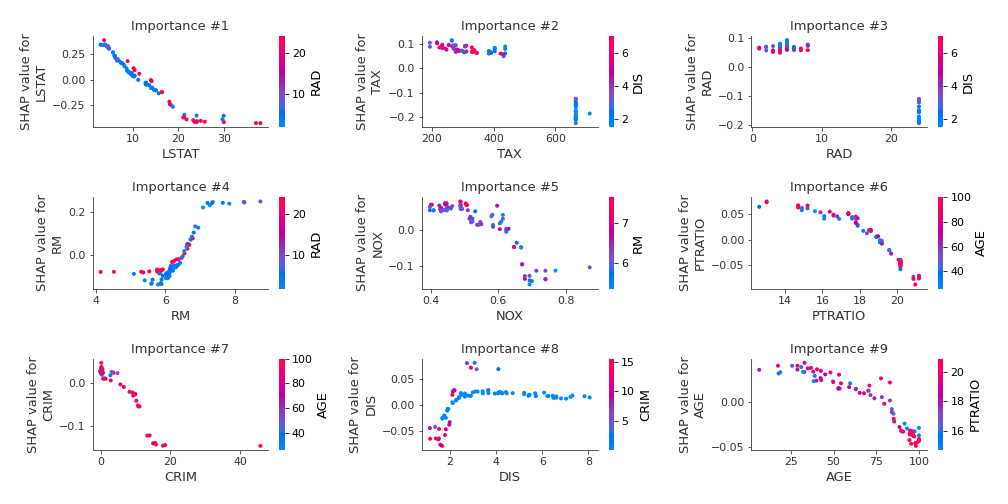 Importance #1
SHAP value for
LSTAT
0.25
0.00
−0.25
10
20
30
LSTAT
20
10
RAD
Importance #2
SHAP value for
TAX
0.1
0.0
−0.1
−0.2
200
400
600
TAX
6
4
2
DIS
Importance #3
SHAP value for
RAD
0.1
0.0
−0.1
−0.2
0
10
20
RAD
6
4
2
DIS
Importance #4
SHAP value for
RM
0.2
0.0
4
6
8
RM
20
10
RAD
Importance #5
SHAP value for
NOX
0.0
−0.1
0.4
0.6
0.8
NOX
7
6
DIS
Importance #6
SHAP value for
PTRATIO
0.05
0.00
−0.05
14
16
18
20
PTRATIO
100
80
60
40
AGE
Importance #7
SHAP value for
CRIM
0.0
−0.1
0
20
40
CRIM
100
80
60
40
AGE
Importance #8
SHAP value for
DIS
0.05
0.00
−0.05
2
4
6
8
DIS
15
10
5
CRIM
Importance #9
SHAP value for
AGE
0.00
−0.05
25
50
75
100
AGE
20
18
16
PTRATIO